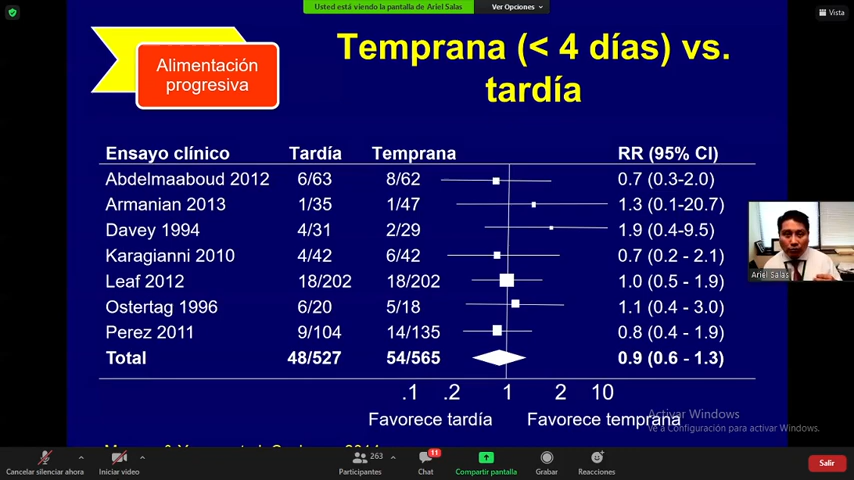 Usted está viendo la pantalla de Ariel Salas
Ver Opciones
Vista
Alimentación
progresiva
Temprana (< 4 días) vs.
tardía
Ensayo clínico Tardía Temprana RR (95% CI)
Abdelmaaboud 2012 6/63 8/62 0.7 (0.3-2.0)
Armanian 2013 1/35 1/47 1.3 (0.1-20.7)
Davey 1994 4/31 2/29 1.9 (0.4-9.5)
Karagianni 2010 4/42 6/42 0.7 (0.2 - 2.1)
Leaf 2012 18/202 18/202 1.0 (0.5 - 1.9)
Ostertag 1996 6/20 5/18 1.1 (0.4 - 3.0)
Perez 2011 9/104 14/135 0.8 (0.4 - 1.9)
Total 48/527 54/565 0.9 (0.6 - 1.3)
.1 .2 1 2 10
Favorece tardía Favorece temprana
Ariel Salas
Activar Windows
Ve a Configuración para activar Windows.
Cancelar silenciar ahora
Iniciar video
263
Participantes
11
Chat
Compartir pantalla
Grabar
Reacciones
Salir